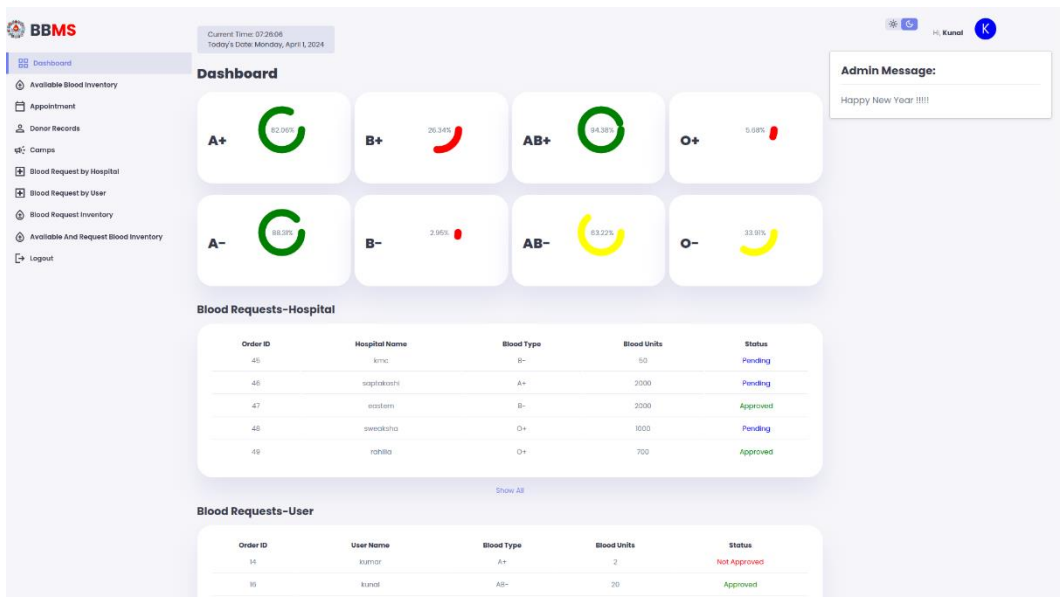 BBMS
Current Time: 07:26:06
Today's Date: Monday, April 1, 2024
Hi, Kunal
K
Dashboard
Available Blood Inventory
Appointment
Donor Records
Camps
Blood Request by Hospital
Blood Request by User
Blood Request Inventory
Available And Request Blood Inventory
Logout
Dashboard
A+ 82.06%
B+ 26.34%
AB+ 94.38%
O+ 5.68%
A- 88.31%
B- 2.95%
AB- 63.22%
O- 33.91%
Admin Message:
Happy New Year !!!!!
Blood Requests-Hospital
Order ID Hospital Name Blood Type Blood Units Status
45 kmc B- 50 Pending
46 saptakoshi A+ 2000 Pending
47 eastern B- 2000 Approved
48 sweaksha O+ 1000 Pending
49 rahilla O+ 700 Approved
Show All
Blood Requests-User
Order ID User Name Blood Type Blood Units Status
14 kumar A+ 2 Not Approved
kunal AB- 20 Approved